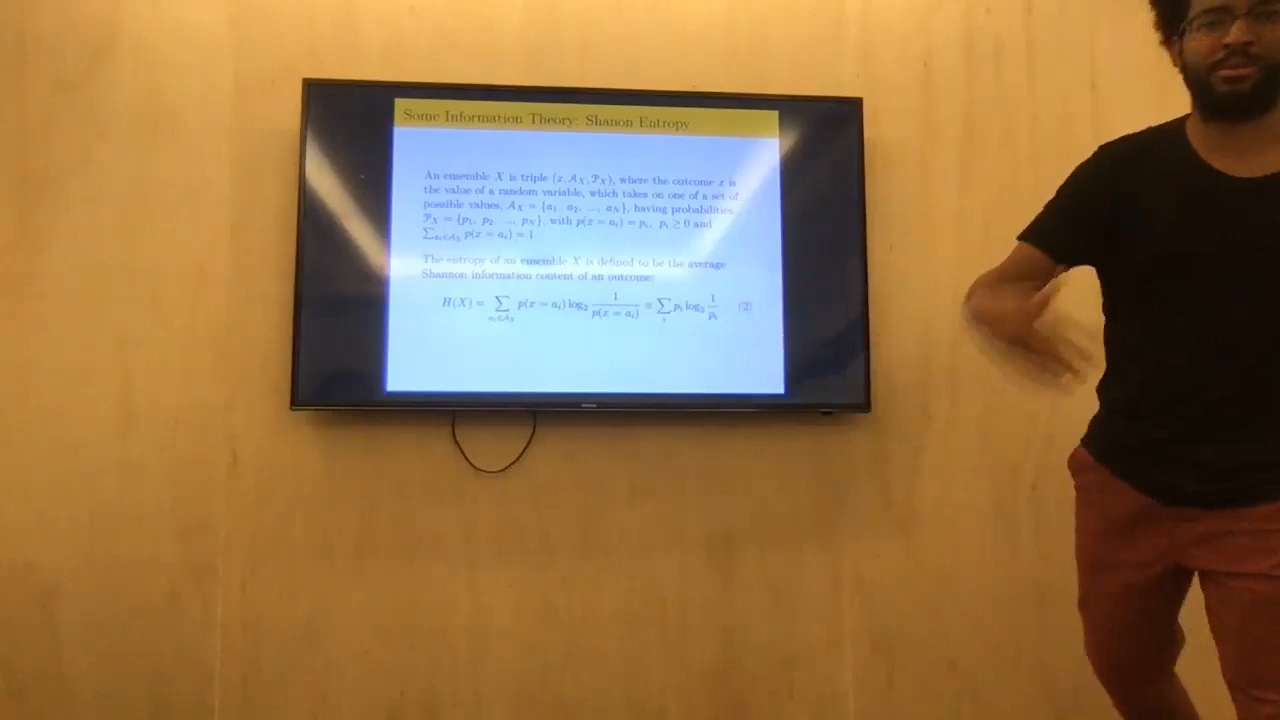 Some Information Theory: Shanon Entropy
An ensemble X is triple (x, 𝒜_X, 𝒫_X), where the outcome x is
the value of a random variable, which takes on one of a set of
possible values, 𝒜_X = {a_1, a_2, ..., a_N}, having probabilities
𝒫_X = {p_1, p_2, ..., p_N}, with p(x = a_i) = p_i, p_i ≥ 0 and
∑_{a_i∈𝒜_X} p(x = a_i) = 1
The entropy of an ensemble X is defined to be the average
Shannon information content of an outcome:
H(X) = ∑_{a_i∈𝒜_X} p(x = a_i) log_2 1/p(x = a_i) ≡ ∑_i p_i log_2 1/p_i (2)